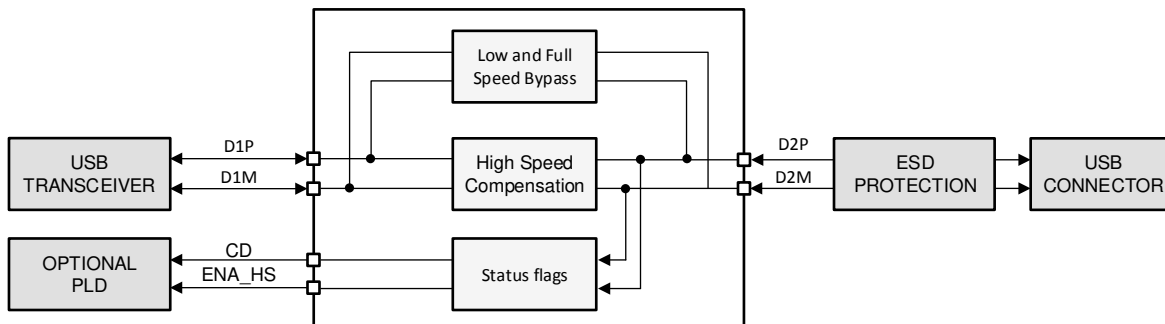 Low and Full
Speed Bypass
USB
TRANSCEIVER
D1P
D1M
High Speed
Compensation
D2P
D2M
ESD
PROTECTION
USB
CONNECTOR
OPTIONAL
PLD
CD
ENA_HS
Status flags